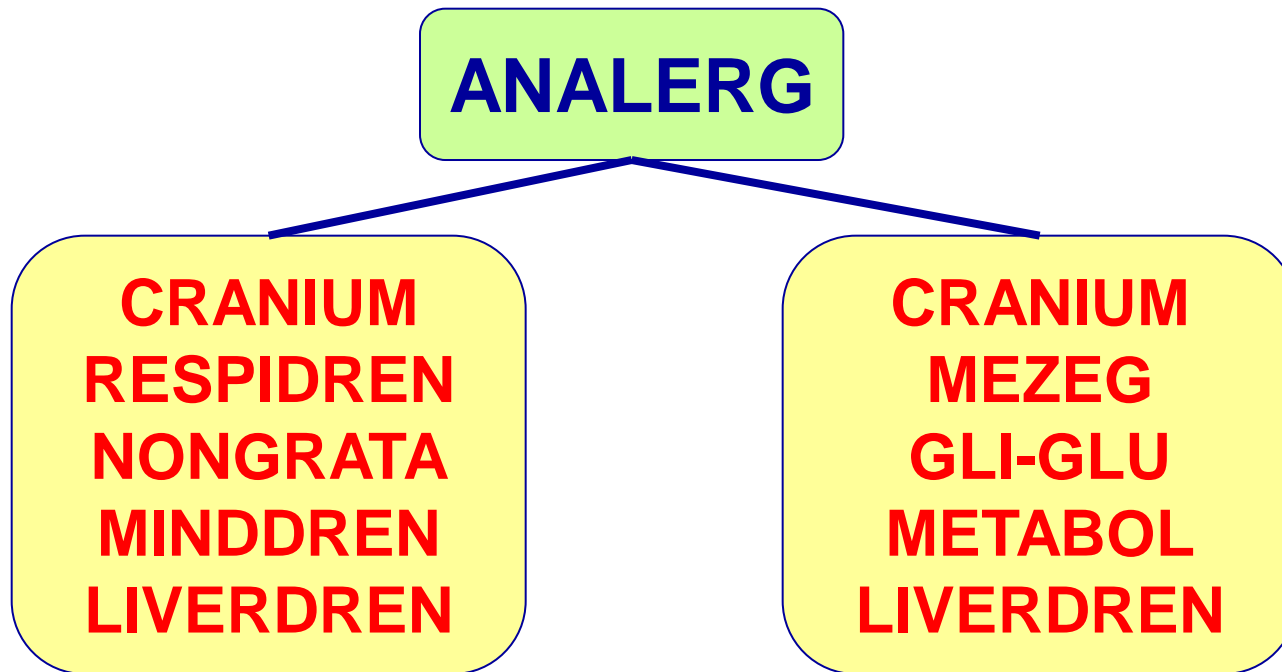 ANALERG
CRANIUM
RESPIDREN
NONGRATA
MINDDREN
LIVERDREN
CRANIUM
MEZEG
GLI-GLU
METABOL
LIVERDREN